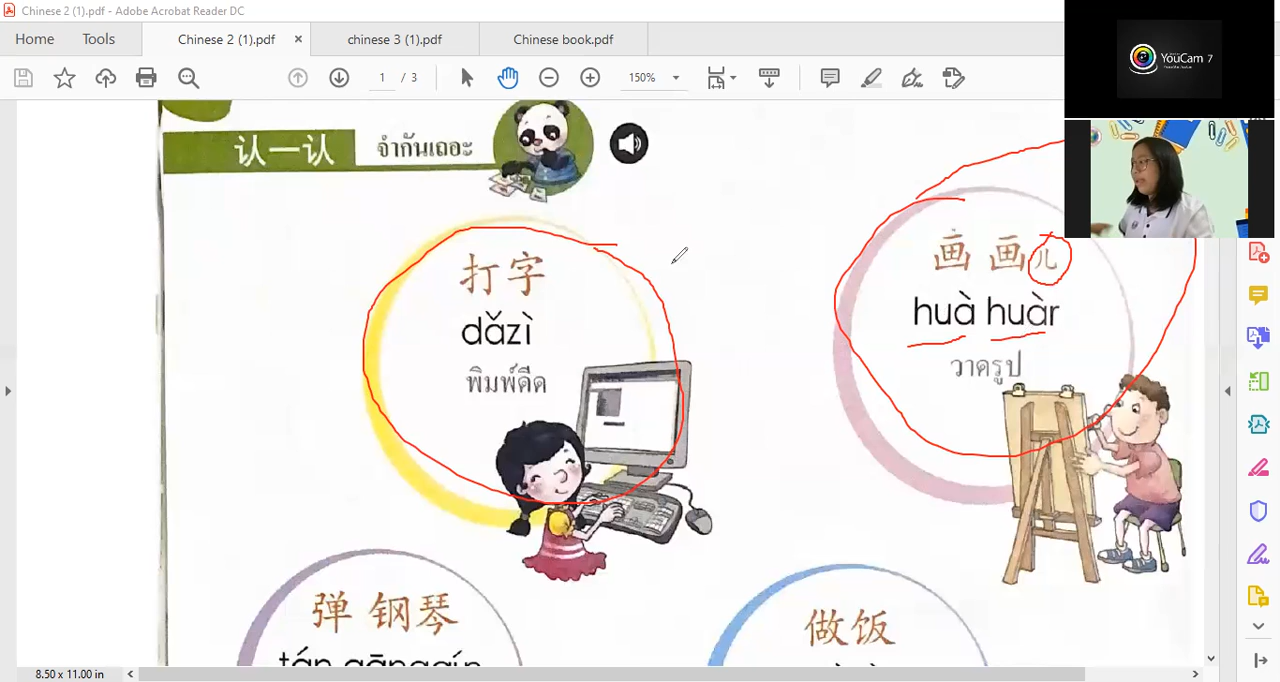 Chinese 2 (1).pdf - Adobe Acrobat Reader DC
Home Tools Chinese 2 (1).pdf × chinese 3 (1).pdf Chinese book.pdf
1 / 3 150%
YouCam 7
认一认 จำกันเถอะ
打字
dǎzì
พิมพ์ดีด
画 画儿
huà huàr
วาดรูป
弹 钢琴
tán gāngqín
做饭
8.50 x 11.00 in